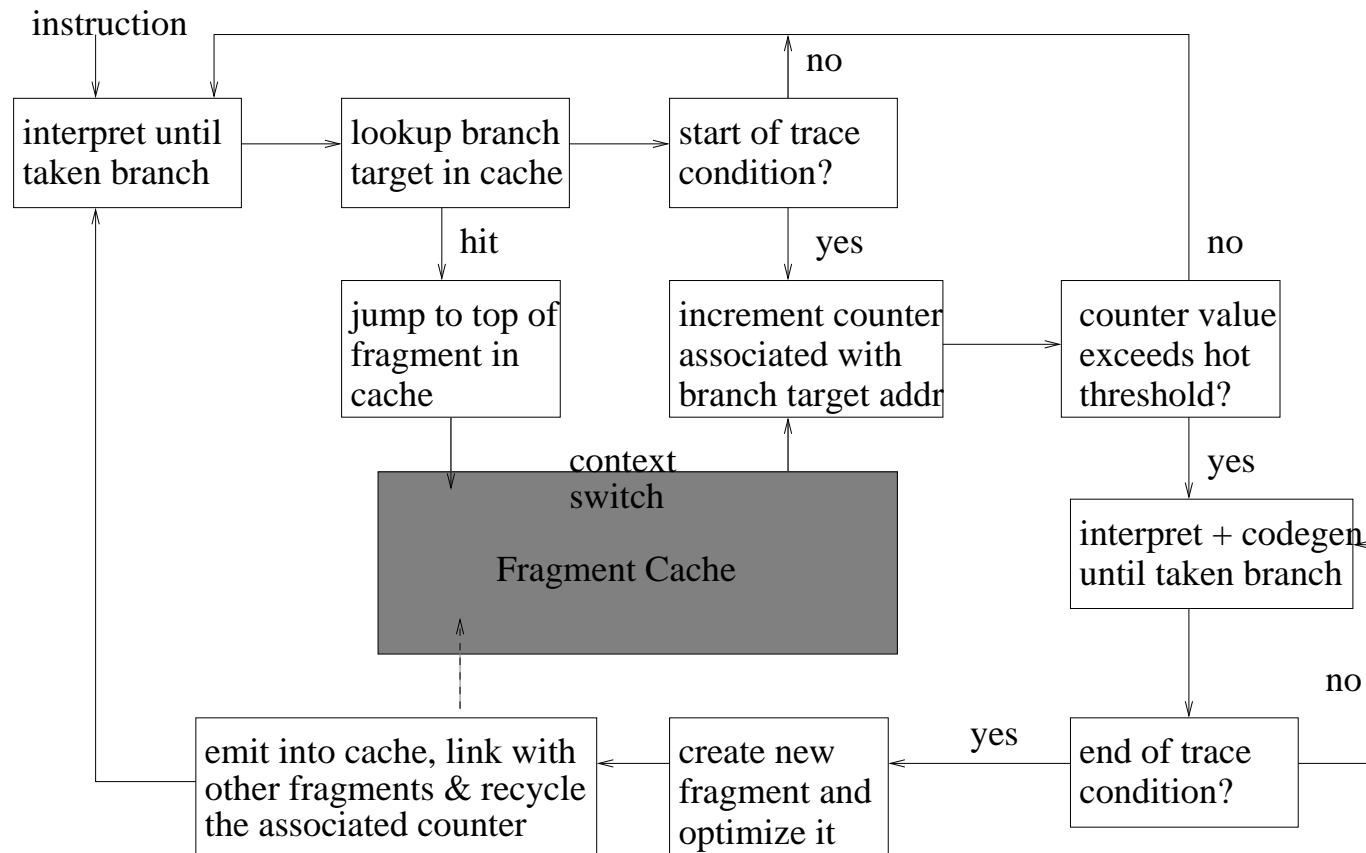 instruction
no
interpret until
taken branch
lookup branch
target in cache
start of trace
condition?
hit
yes
no
jump to top of
fragment in
cache
increment counter
associated with
branch target addr
counter value
exceeds hot
threshold?
context
switch
yes
Fragment Cache
interpret + codegen
until taken branch
no
emit into cache, link with
other fragments & recycle
the associated counter
create new
fragment and
optimize it
yes
end of trace
condition?